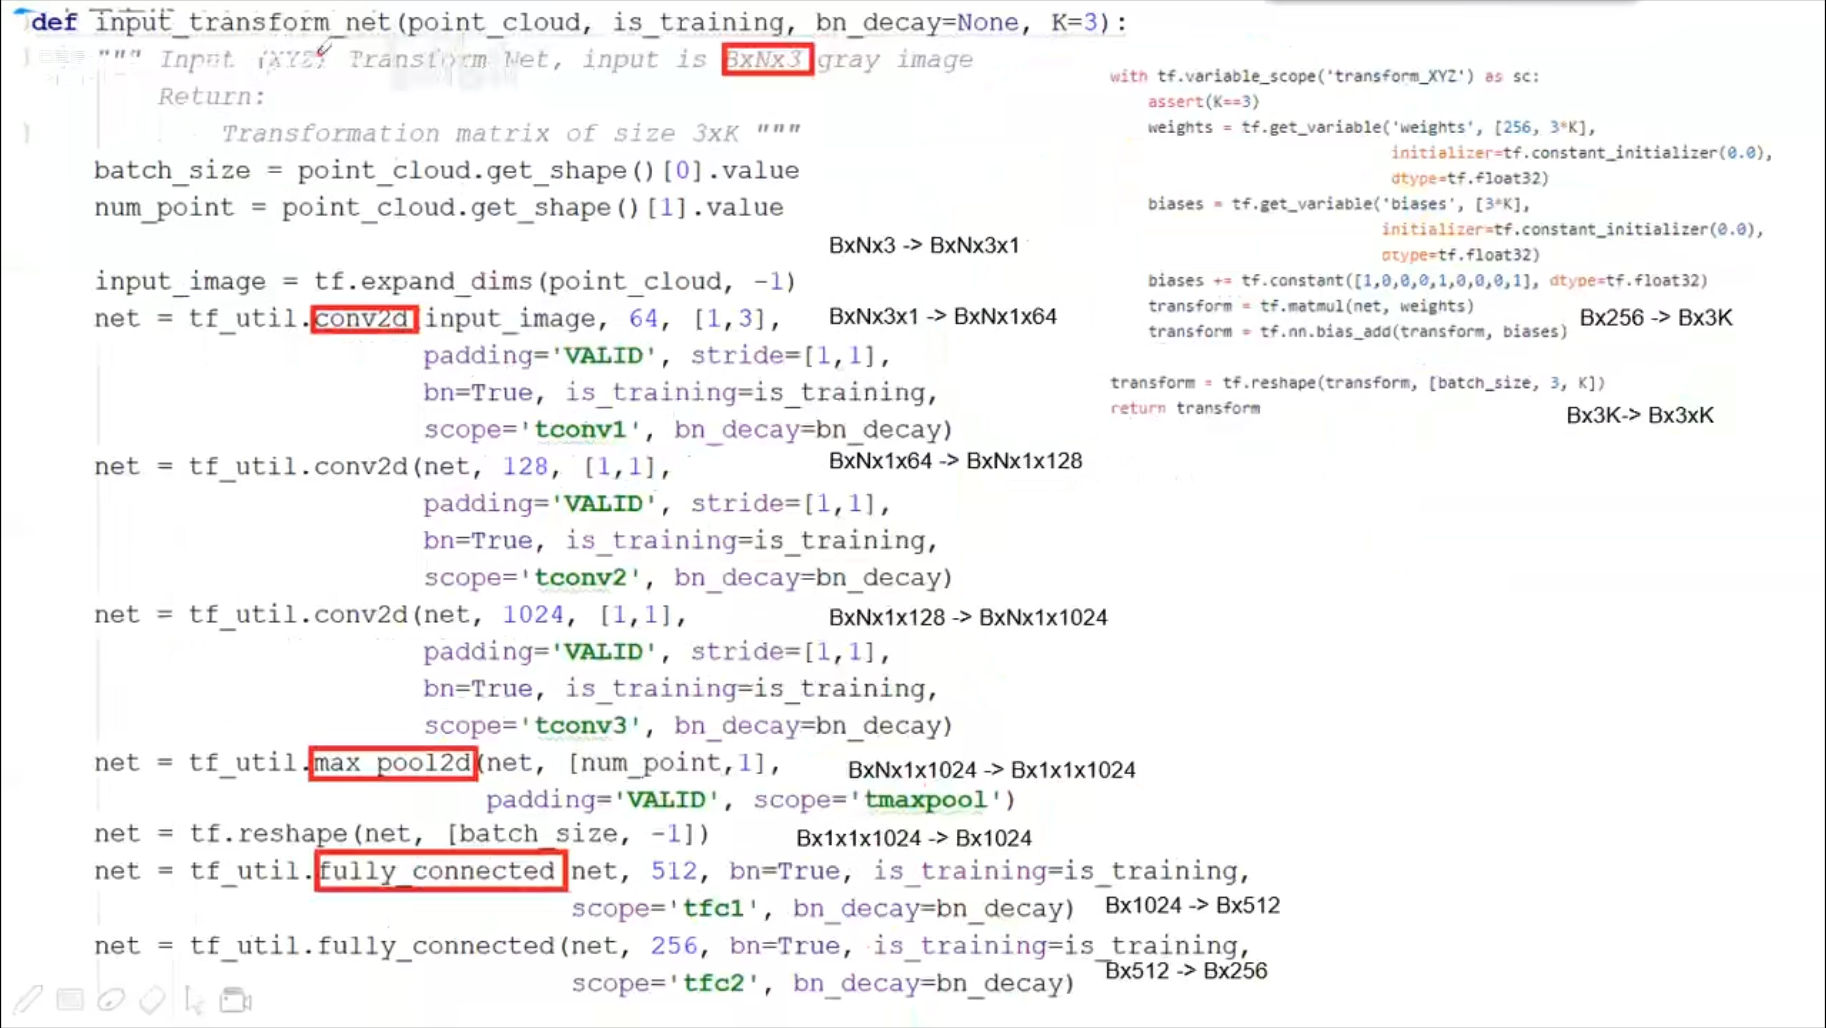 def input_transform_net(point_cloud, is_training, bn_decay=None, K=3):
""" Input (XYZ) Transform Net, input is BxNx3 gray image
Return:
Transformation matrix of size 3xK """
batch_size = point_cloud.get_shape()[0].value
num_point = point_cloud.get_shape()[1].value
BxNx3 -> BxNx3x1
input_image = tf.expand_dims(point_cloud, -1)
net = tf_util.conv2d(input_image, 64, [1,3],
BxNx3x1 -> BxNx1x64
padding='VALID', stride=[1,1],
bn=True, is_training=is_training,
scope='tconv1', bn_decay=bn_decay)
net = tf_util.conv2d(net, 128, [1,1],
BxNx1x64 -> BxNx1x128
padding='VALID', stride=[1,1],
bn=True, is_training=is_training,
scope='tconv2', bn_decay=bn_decay)
net = tf_util.conv2d(net, 1024, [1,1],
BxNx1x128 -> BxNx1x1024
padding='VALID', stride=[1,1],
bn=True, is_training=is_training,
scope='tconv3', bn_decay=bn_decay)
net = tf_util.max_pool2d(net, [num_point,1],
BxNx1x1024 -> Bx1x1x1024
padding='VALID', scope='tmaxpool')
net = tf.reshape(net, [batch_size, -1])
Bx1x1x1024 -> Bx1024
net = tf_util.fully_connected(net, 512, bn=True, is_training=is_training,
scope='tfc1', bn_decay=bn_decay)
Bx1024 -> Bx512
net = tf_util.fully_connected(net, 256, bn=True, is_training=is_training,
scope='tfc2', bn_decay=bn_decay)
Bx512 -> Bx256
with tf.variable_scope('transform_XYZ') as sc:
assert(K==3)
weights = tf.get_variable('weights', [256, 3*K],
initializer=tf.constant_initializer(0.0),
dtype=tf.float32)
biases = tf.get_variable('biases', [3*K],
initializer=tf.constant_initializer(0.0),
dtype=tf.float32)
biases += tf.constant([1,0,0,0,1,0,0,0,1], dtype=tf.float32)
transform = tf.matmul(net, weights)
transform = tf.nn.bias_add(transform, biases)
Bx256 -> Bx3K
transform = tf.reshape(transform, [batch_size, 3, K])
return transform
Bx3K-> Bx3xK